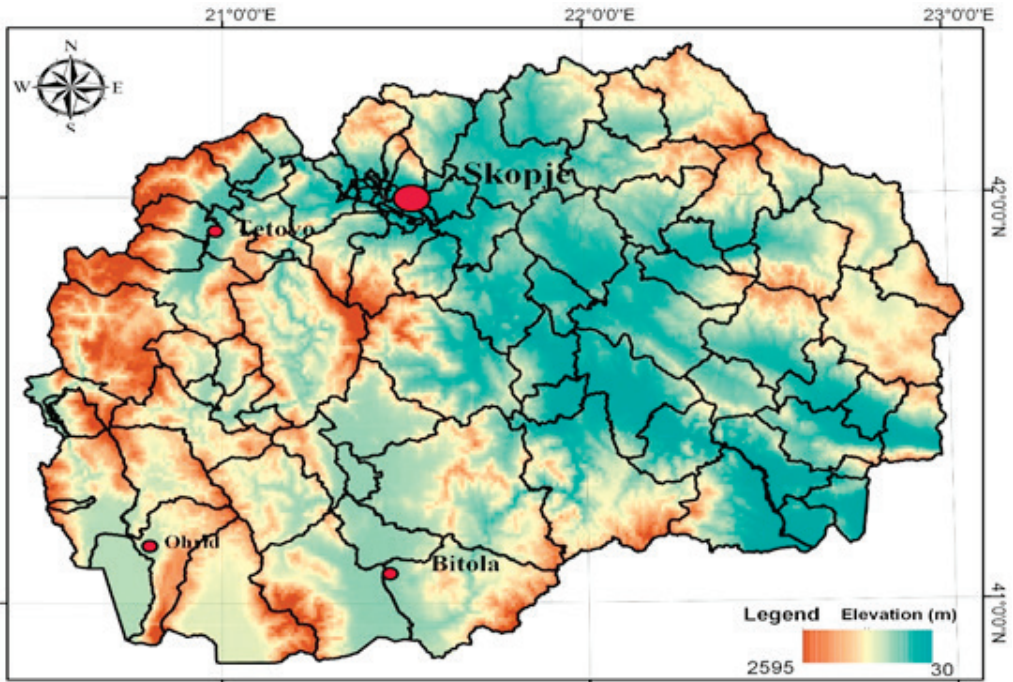 21°0'0"E 22°0'0"E 23°0'0"E
N
W E
S
Skopje
42°0'0"N
Tetovo
Ohrid
Bitola
41°0'0"N
Legend Elevation (m)
2595 30